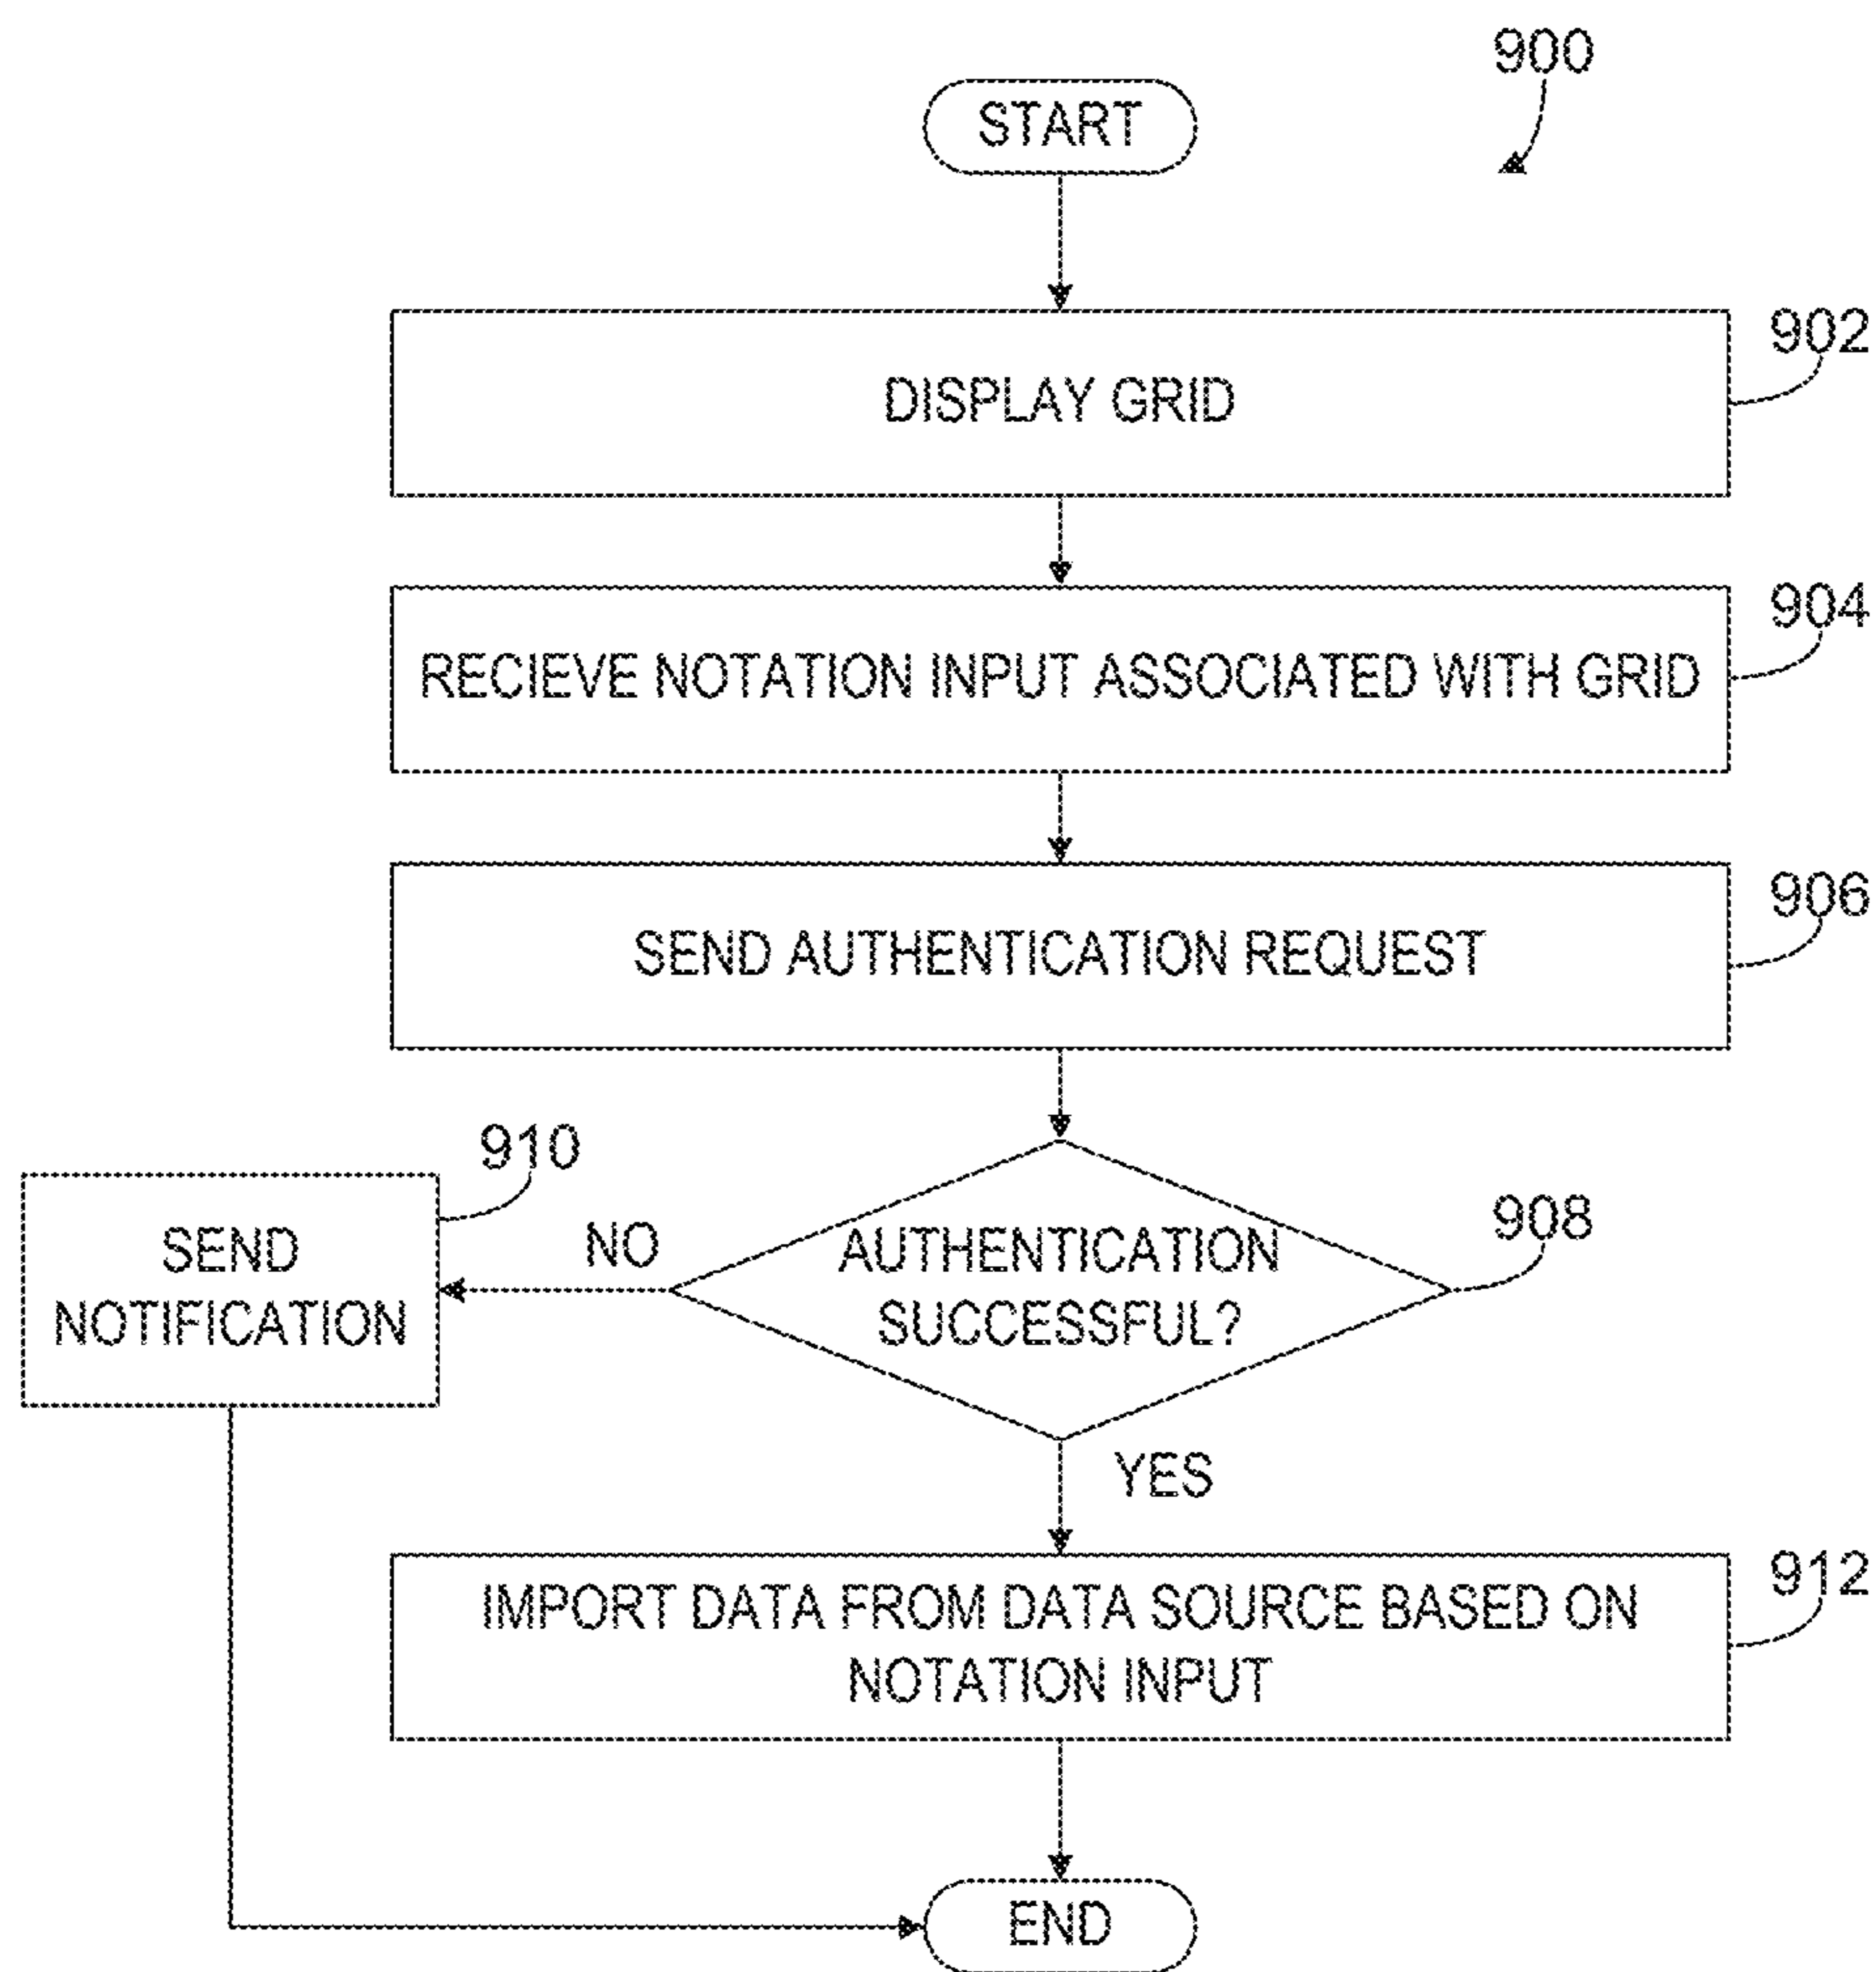 900
START
902
DISPLAY GRID
904
RECIEVE NOTATION INPUT ASSOCIATED WITH GRID
906
SEND AUTHENTICATION REQUEST
910
SEND
NOTIFICATION
NO
AUTHENTICATION
SUCCESSFUL?
908
YES
912
IMPORT DATA FROM DATA SOURCE BASED ON
NOTATION INPUT
END